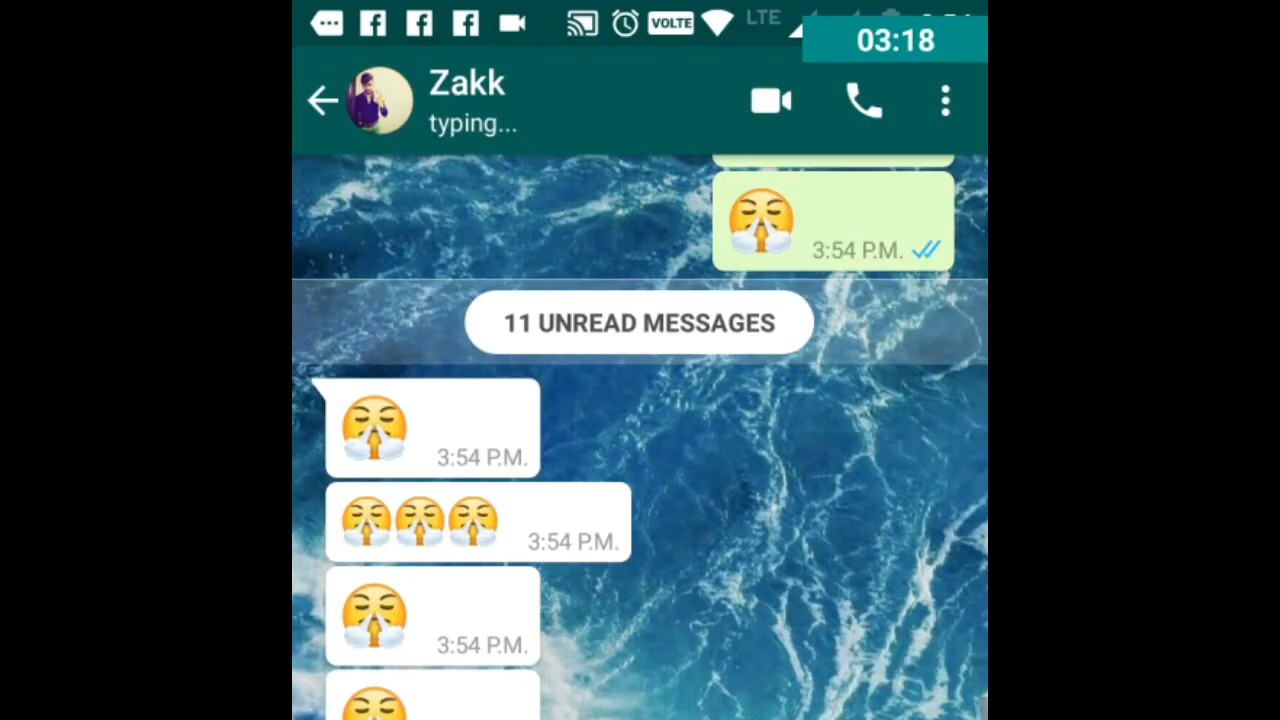 VOLTE LTE
03:18
Zakk
typing...
3:54 P.M.
11 UNREAD MESSAGES
3:54 P.M.
3:54 P.M.
3:54 P.M.